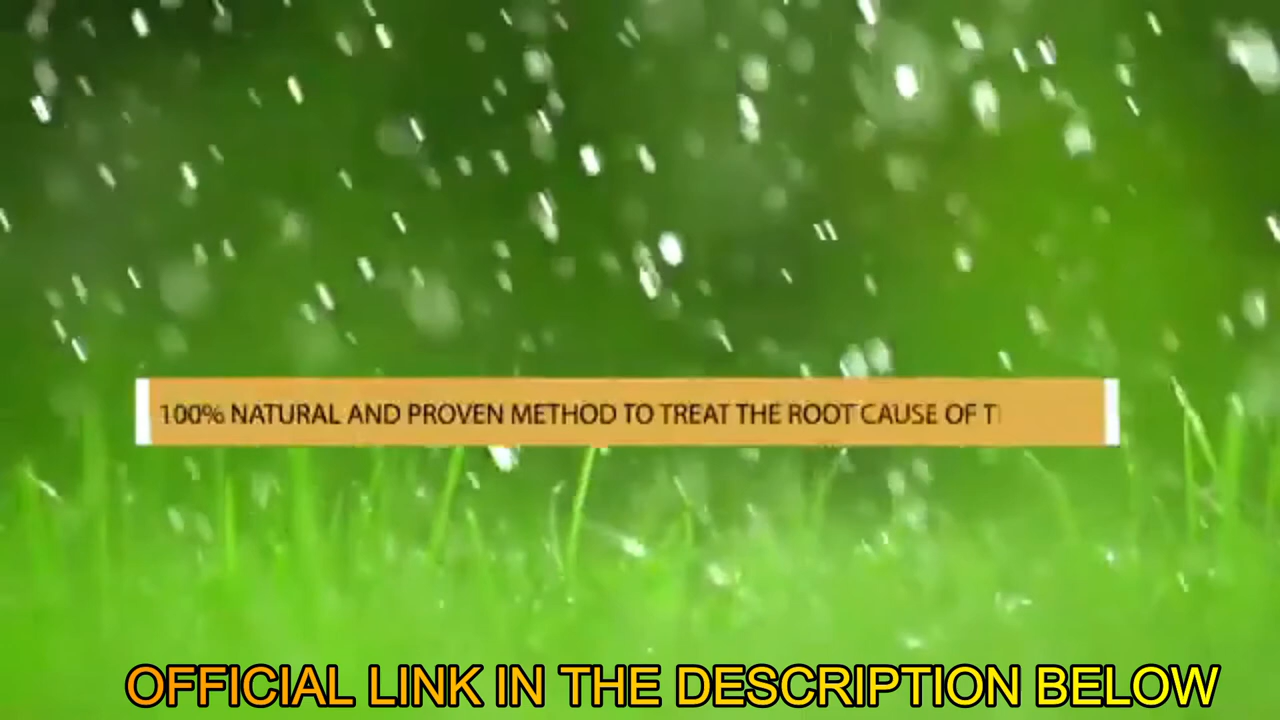 100% NATURAL AND PROVEN METHOD TO TREAT THE ROOT CAUSE OF T
OFFICIAL LINK IN THE DESCRIPTION BELOW